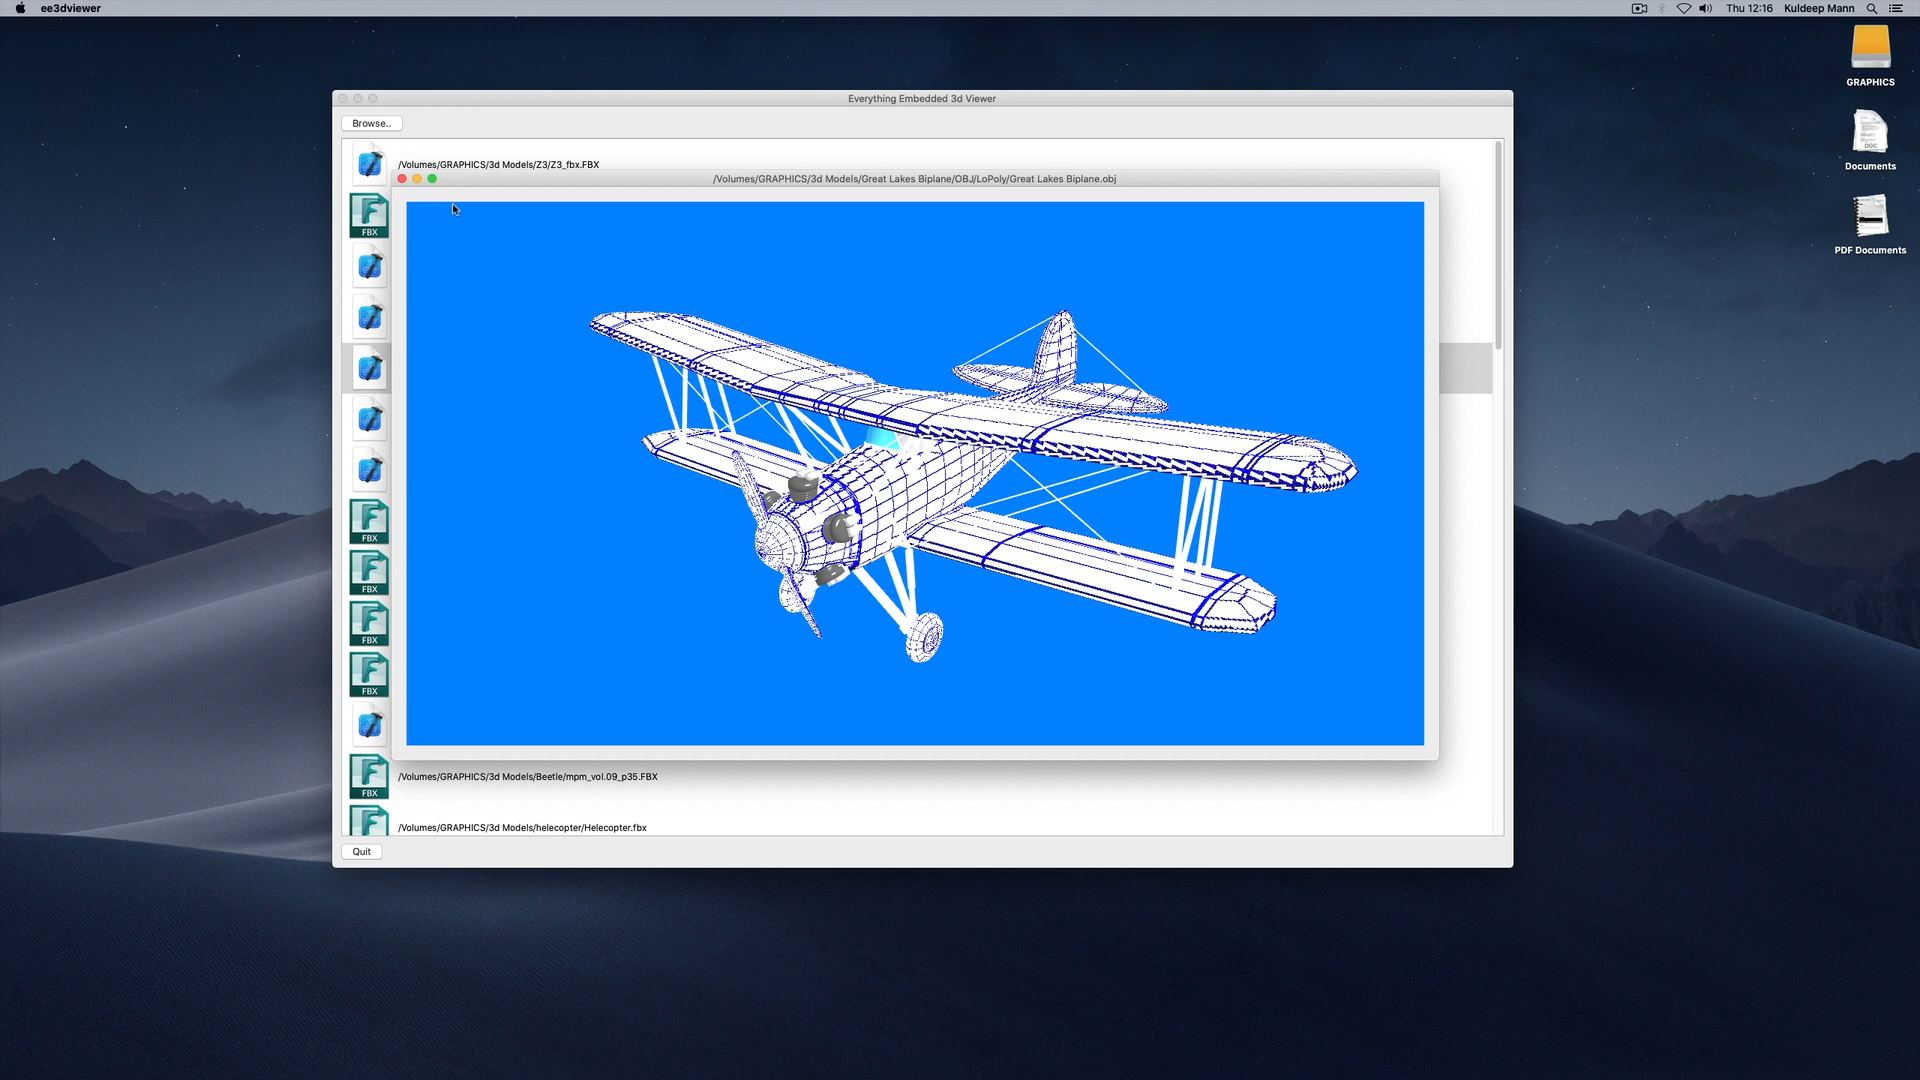 ee3dviewer
Thu 12:16 Kuldeep Mann
GRAPHICS
Documents
PDF Documents
DOC
Everything Embedded 3d Viewer
Browse..
/Volumes/GRAPHICS/3d Models/Z3/Z3_fbx.FBX
/Volumes/GRAPHICS/3d Models/Great Lakes Biplane/OBJ/LoPoly/Great Lakes Biplane.obj
FBX
FBX
FBX
FBX
FBX
FBX
/Volumes/GRAPHICS/3d Models/Beetle/mpm_vol.09_p35.FBX
/Volumes/GRAPHICS/3d Models/helecopter/Helecopter.fbx
Quit